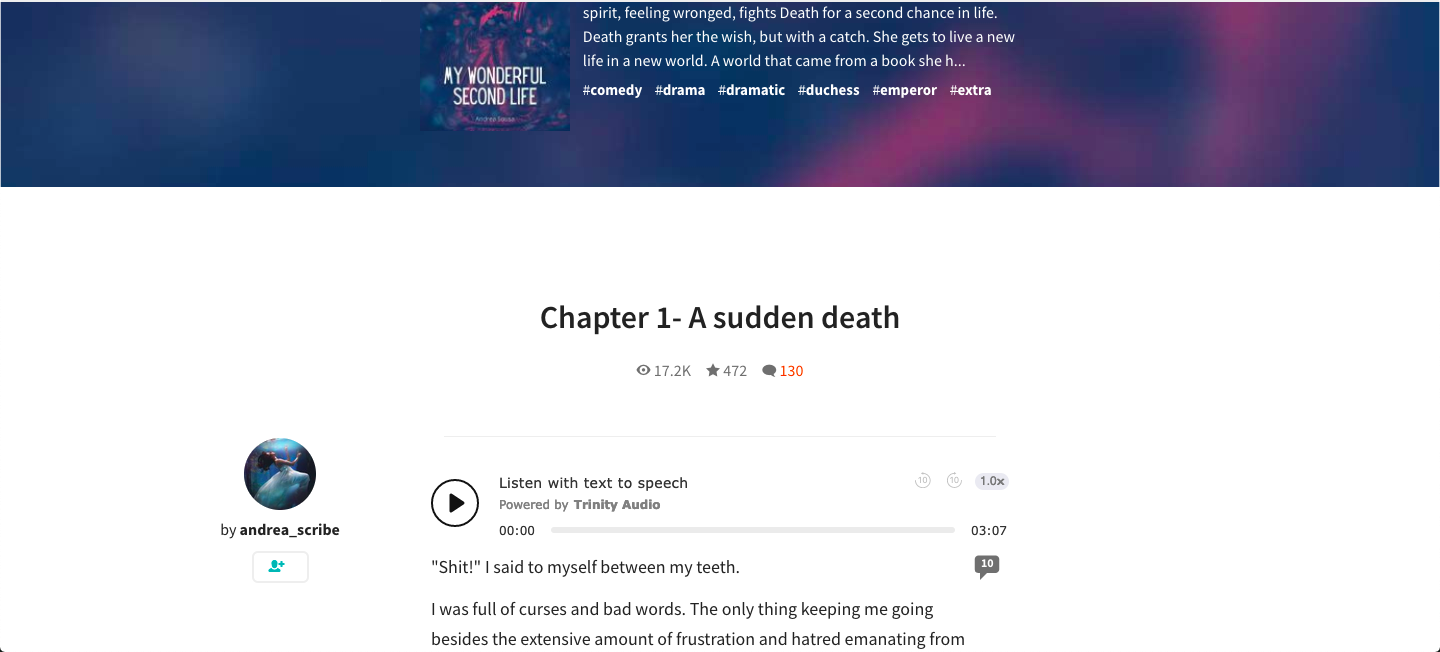 spirit, feeling wronged, fights Death for a second chance in life.
Death grants her the wish, but with a catch. She gets to live a new
life in a new world. A world that came from a book she h...
MY WONDERFUL
SECOND LIFE
#comedy #drama #dramatic #duchess #emperor #extra
Chapter 1- A sudden death
17.2K 472 130
by andrea_scribe
Listen with text to speech
10 10 1.0x
Powered by Trinity Audio
00:00 03:07
"Shit!" I said to myself between my teeth.
10
I was full of curses and bad words. The only thing keeping me going
besides the extensive amount of frustration and hatred emanating from